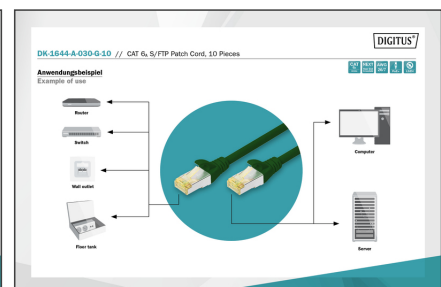 DIGITUS®
DK-1644-A-030-G-10 // CAT 6A S/FTP Patch Cord, 10 Pieces
Anwendungsbeispiel
Example of use
Router
Switch
Wall outlet
Floor tank
Computer
Server